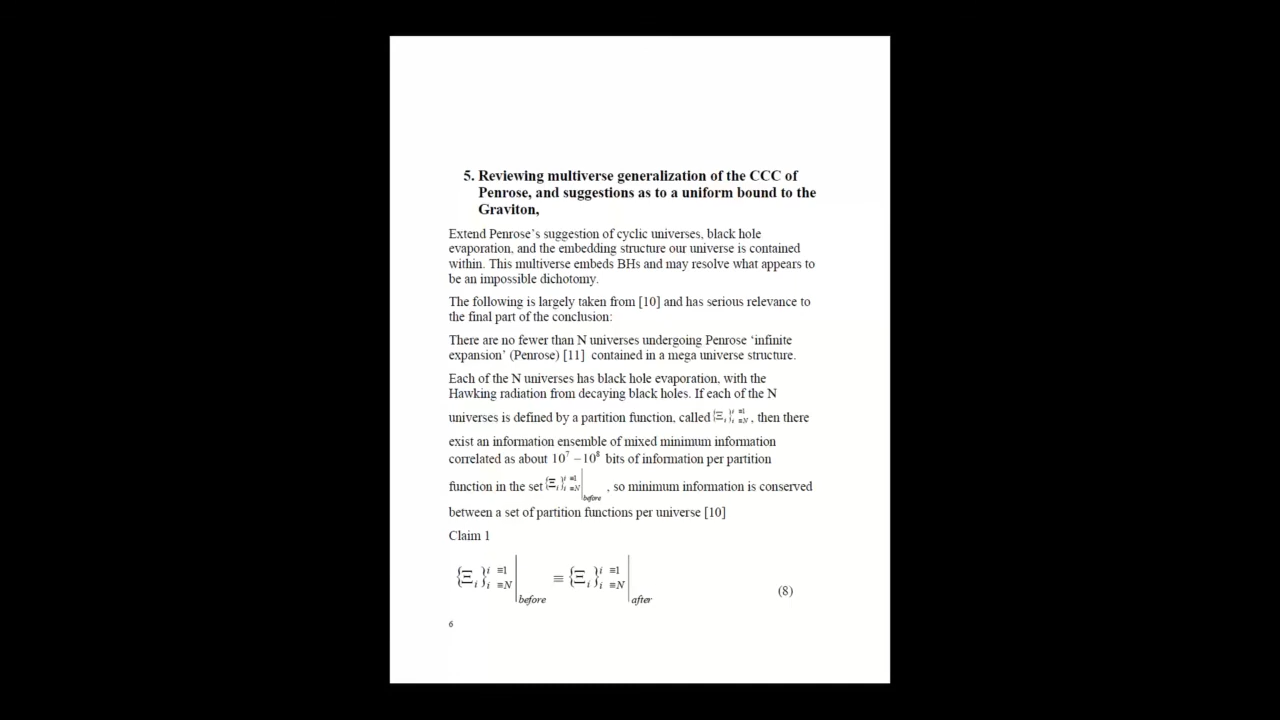 5. Reviewing multiverse generalization of the CCC of
Penrose, and suggestions as to a uniform bound to the
Graviton,
Extend Penrose's suggestion of cyclic universes, black hole
evaporation, and the embedding structure our universe is contained
within. This multiverse embeds BHs and may resolve what appears to
be an impossible dichotomy.
The following is largely taken from [10] and has serious relevance to
the final part of the conclusion:
There are no fewer than N universes undergoing Penrose 'infinite
expansion' (Penrose) [11] contained in a mega universe structure.
Each of the N universes has black hole evaporation, with the
Hawking radiation from decaying black holes. If each of the N
universes is defined by a partition function, called {Ξ_i}^{i ≡1}_{i ≡N}, then there
exist an information ensemble of mixed minimum information
correlated as about 10^7 – 10^8 bits of information per partition
function in the set {Ξ_i}^{i ≡1}_{i ≡N}|_{before}, so minimum information is conserved
between a set of partition functions per universe [10]
Claim 1
{Ξ_i}^{i ≡1}_{i ≡N}|_{before} ≡ {Ξ_i}^{i ≡1}_{i ≡N}|_{after} (8)
6